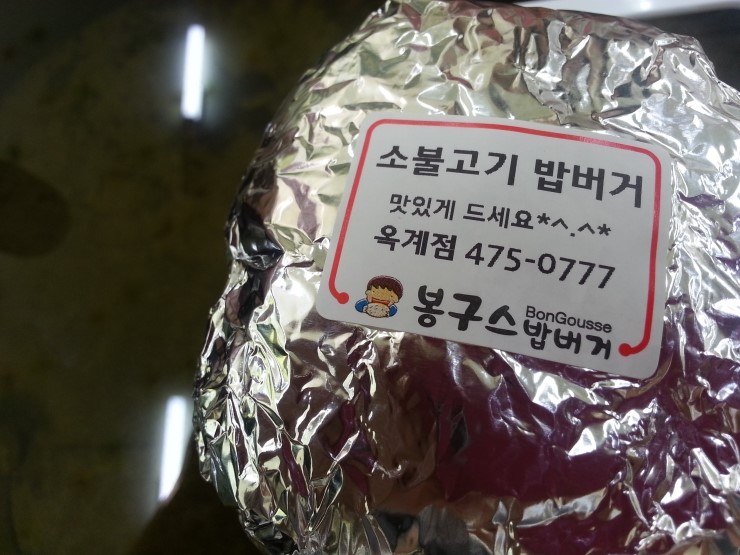 소불고기 밥버거
맛있게 드세요*^.^*
옥계점 475-0777
봉구스 BonGousse
밥버거